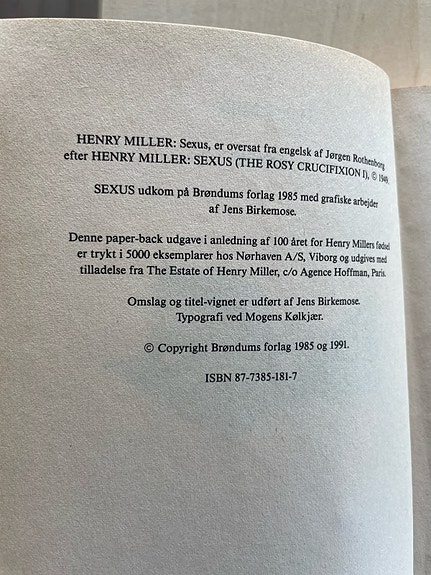 HENRY MILLER: Sexus, er oversat fra engelsk af Jørgen Rothenborg
efter HENRY MILLER: SEXUS (THE ROSY CRUCIFIXION I), © 1949.
SEXUS udkom på Brøndums forlag 1985 med grafiske arbejder
af Jens Birkemose.
Denne paper-back udgave i anledning af 100 året for Henry Millers fødsel
er trykt i 5000 eksemplarer hos Nørhaven A/S, Viborg og udgives med
tilladelse fra The Estate of Henry Miller, c/o Agence Hoffman, Paris.
Omslag og titel-vignet er udført af Jens Birkemose.
Typografi ved Mogens Kølkjær.
© Copyright Brøndums forlag 1985 og 1991.
ISBN 87-7385-181-7